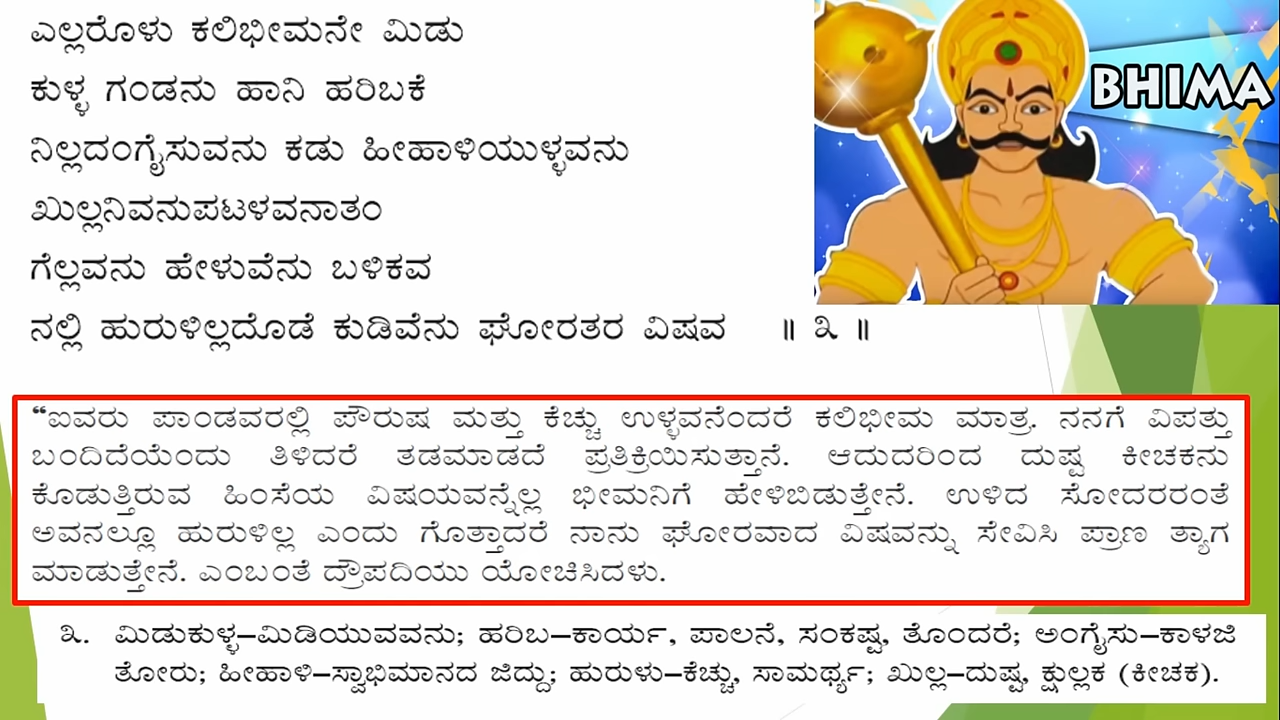 ಎಲ್ಲರೊಳು ಕಲಿಭೀಮನೇ ಮಿಡು
ಕುಳ್ಳ ಗಂಡನು ಹಾನಿ ಹರಿಬಕೆ
ನಿಲ್ಲದಂಗೈಸುವನು ಕಡು ಹೀಹಾಳಿಯುಳ್ಳವನು
ಖುಲ್ಲನಿವನುಪಟಳವನಾತಂ
ಗೆಲ್ಲವನು ಹೇಳುವೆನು ಬಳಿಕವ
ನಲ್ಲಿ ಹುರುಳಿಲ್ಲದೊಡೆ ಕುಡಿವೆನು ಘೋರತರ ವಿಷವ ॥ ೩ ॥
BHIMA
“ಐವರು ಪಾಂಡವರಲ್ಲಿ ಪೌರುಷ ಮತ್ತು ಕೆಚ್ಚು ಉಳ್ಳವನೆಂದರೆ ಕಲಿಭೀಮ ಮಾತ್ರ. ನನಗೆ ವಿಪತ್ತು
ಬಂದಿದೆಯೆಂದು ತಿಳಿದರೆ ತಡಮಾಡದೆ ಪ್ರತಿಕ್ರಿಯಿಸುತ್ತಾನೆ. ಆದುದರಿಂದ ದುಷ್ಟ ಕೀಚಕನು
ಕೊಡುತ್ತಿರುವ ಹಿಂಸೆಯ ವಿಷಯವನ್ನೆಲ್ಲ ಭೀಮನಿಗೆ ಹೇಳಿಬಿಡುತ್ತೇನೆ. ಉಳಿದ ಸೋದರರಂತೆ
ಅವನಲ್ಲೂ ಹುರುಳಿಲ್ಲ ಎಂದು ಗೊತ್ತಾದರೆ ನಾನು ಘೋರವಾದ ವಿಷವನ್ನು ಸೇವಿಸಿ ಪ್ರಾಣ ತ್ಯಾಗ
ಮಾಡುತ್ತೇನೆ. ಎಂಬಂತೆ ದ್ರೌಪದಿಯು ಯೋಚಿಸಿದಳು.
೩. ಮಿಡುಕುಳ್ಳ–ಮಿಡಿಯುವವನು; ಹರಿಬ–ಕಾರ್ಯ, ಪಾಲನೆ, ಸಂಕಷ್ಟ, ತೊಂದರೆ; ಅಂಗೈಸು–ಕಾಳಜಿ
ತೋರು; ಹೀಹಾಳಿ–ಸ್ವಾಭಿಮಾನದ ಜಿದ್ದು; ಹುರುಳು–ಕೆಚ್ಚು, ಸಾಮರ್ಥ್ಯ; ಖುಲ್ಲ–ದುಷ್ಟ, ಕ್ಷುಲ್ಲಕ (ಕೀಚಕ).